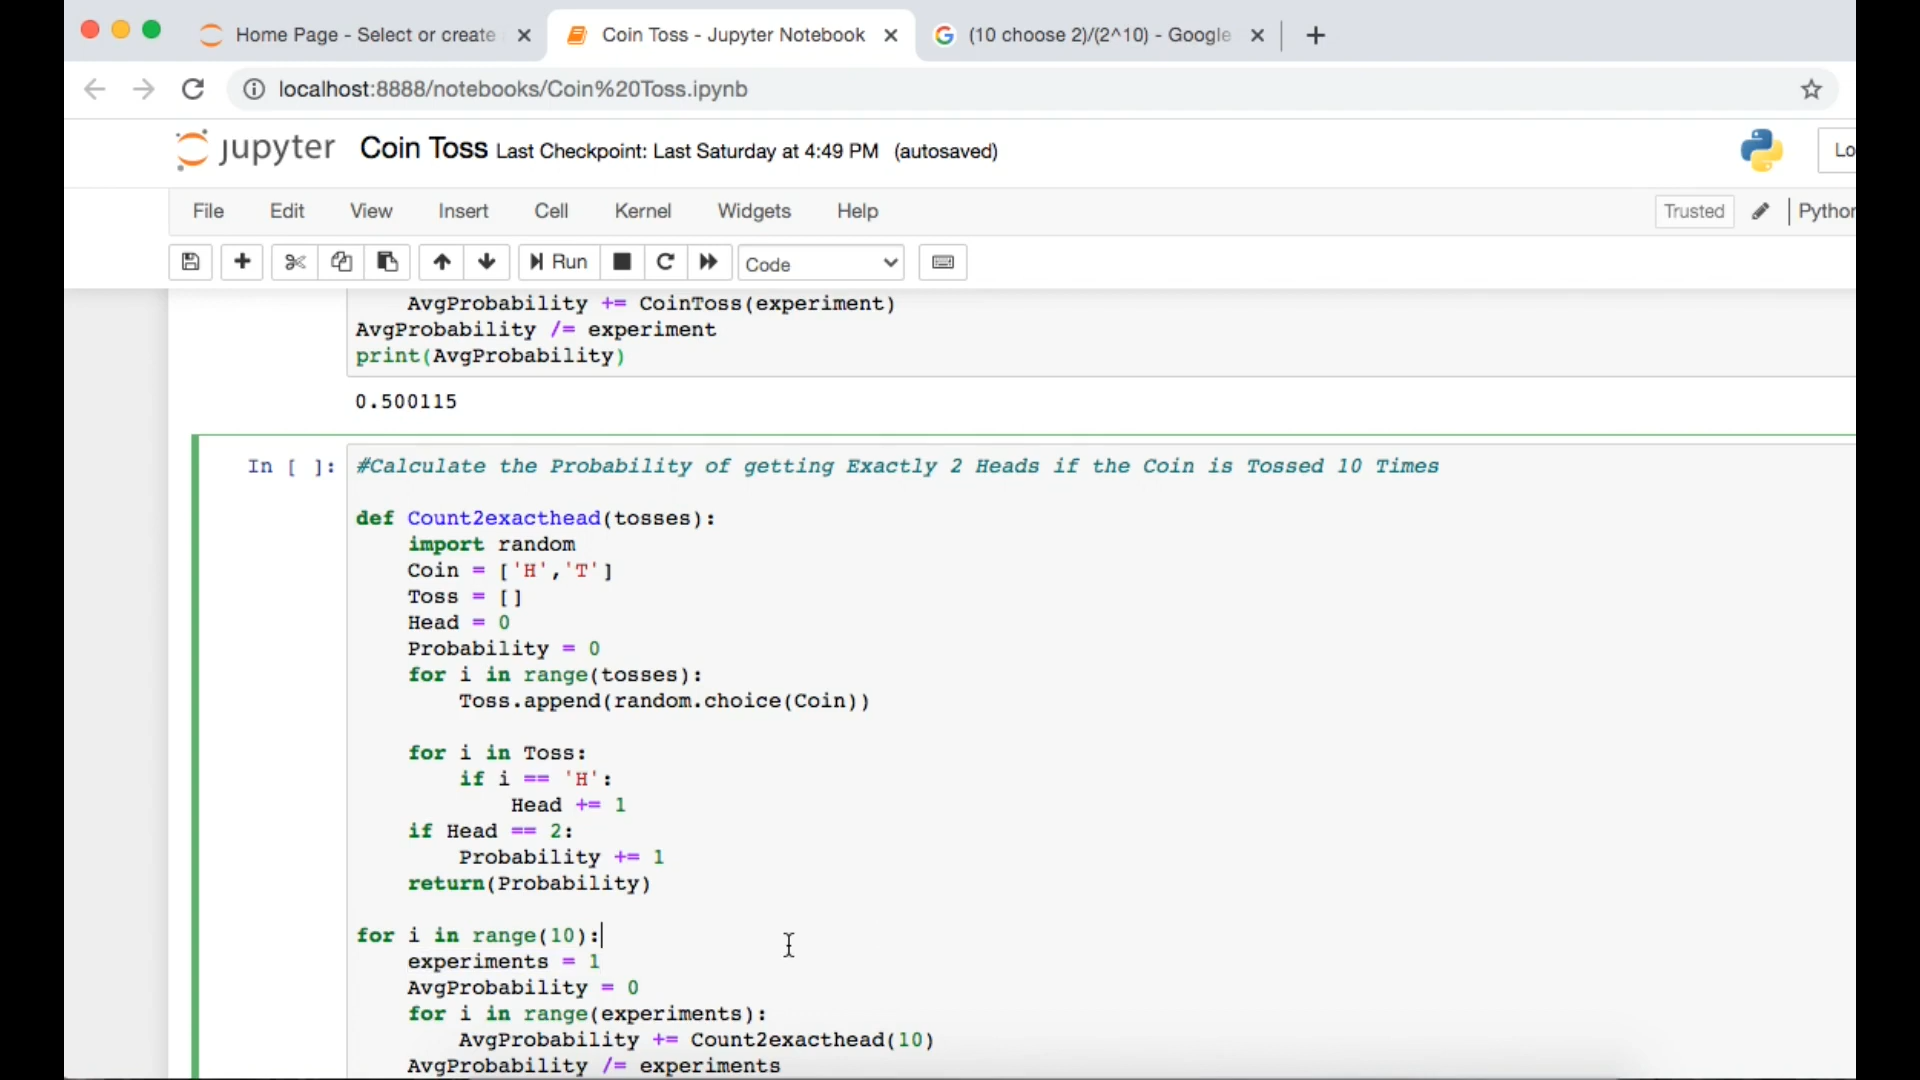 Home Page - Select or create
Coin Toss - Jupyter Notebook
(10 choose 2)/(2^10) - Google
localhost:8888/notebooks/Coin%20Toss.ipynb
jupyter Coin Toss Last Checkpoint: Last Saturday at 4:49 PM (autosaved)
Lo
File Edit View Insert Cell Kernel Widgets Help Trusted Python
Run Code
AvgProbability += CoinToss(experiment)
AvgProbability /= experiment
print(AvgProbability)
0.500115
In [ ]: #Calculate the Probability of getting Exactly 2 Heads if the Coin is Tossed 10 Times
def Count2exacthead(tosses):
import random
Coin = ['H','T']
Toss = []
Head = 0
Probability = 0
for i in range(tosses):
Toss.append(random.choice(Coin))
for i in Toss:
if i == 'H':
Head += 1
if Head == 2:
Probability += 1
return(Probability)
for i in range(10):
experiments = 1
AvgProbability = 0
for i in range(experiments):
AvgProbability += Count2exacthead(10)
AvgProbability /= experiments